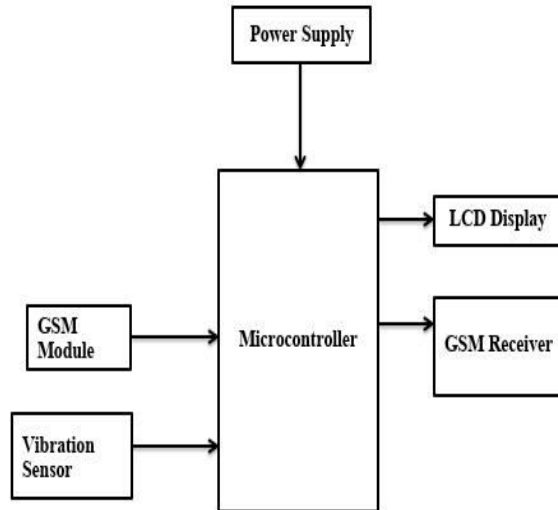 Power Supply
LCD Display
GSM
Module
Microcontroller
GSM Receiver
Vibration
Sensor